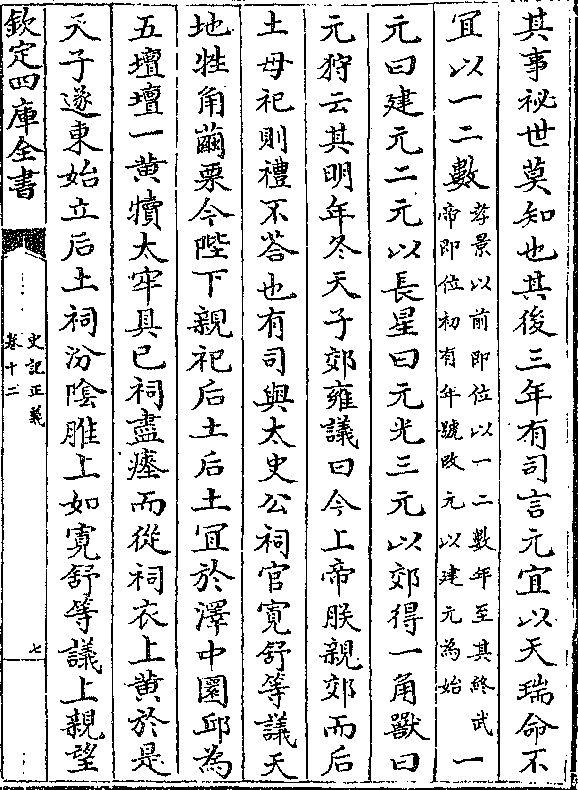 其事祕世莫知也其後三年有司言元宜以天瑞命不
宜以一二數孝景以前即位以一二數年至其終武帝即位初有年號改元以建元為始一
元曰建元二元以長星曰元光三元以郊得一角獸曰
元狩云其明年冬天子郊雍議曰今上帝朕親郊而后
土母祀則禮不答也有司與太史公祠官寛舒等議天
地牲角繭栗今陛下親祀后土后土宜於澤中圜邱為
五壇壇一黄犢太牢具已祠盡瘞而從祠衣上黄於是
天子遂東始立后土祠汾陰脽上如寛舒等議上親望
欽定四庫全書
史記正義
卷十二
七